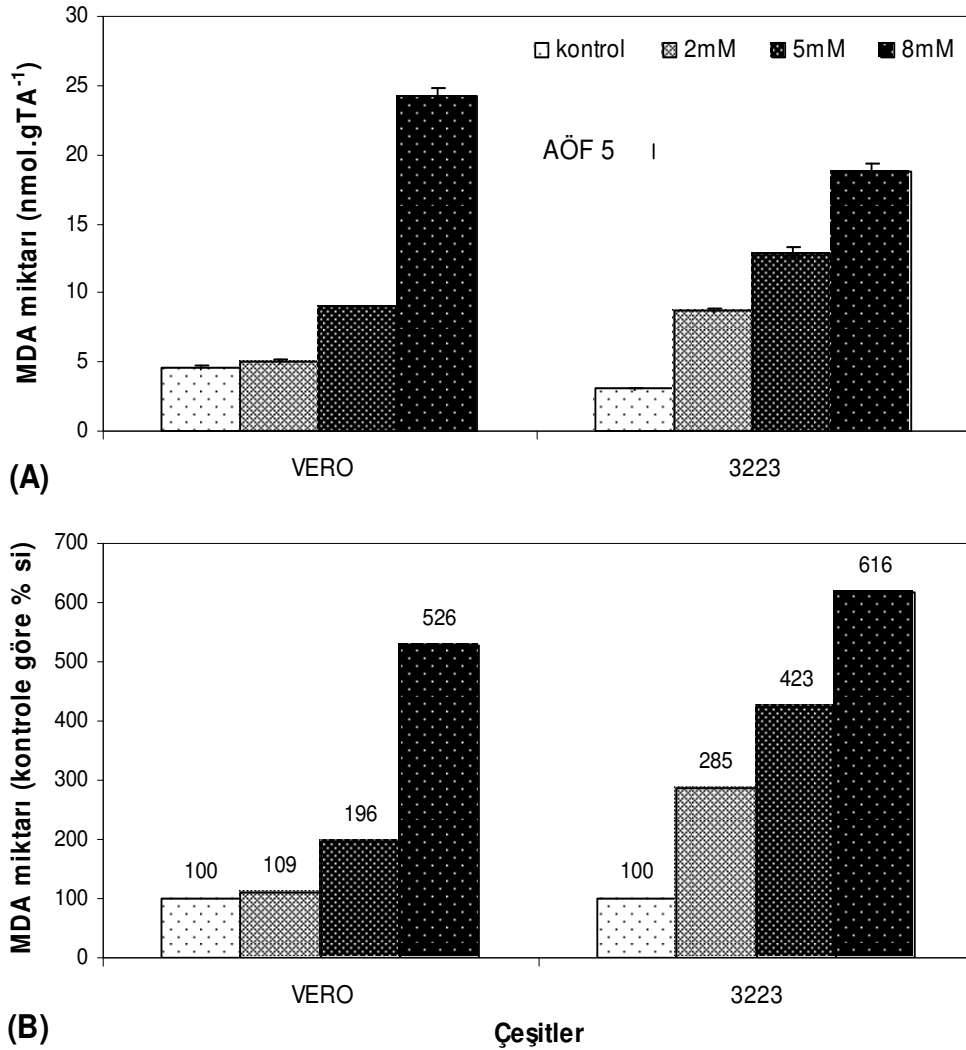 30
25
20
15
10
5
0
MDA miktarı (nmol.gTA⁻¹)
kontrol 2mM 5mM 8mM
AÖF 5
VERO 3223
(A)
700
600
500
400
300
200
100
0
MDA miktarı (kontrole göre % si)
100 109 196 526
100 285 423 616
VERO 3223
(B)
Çeşitler